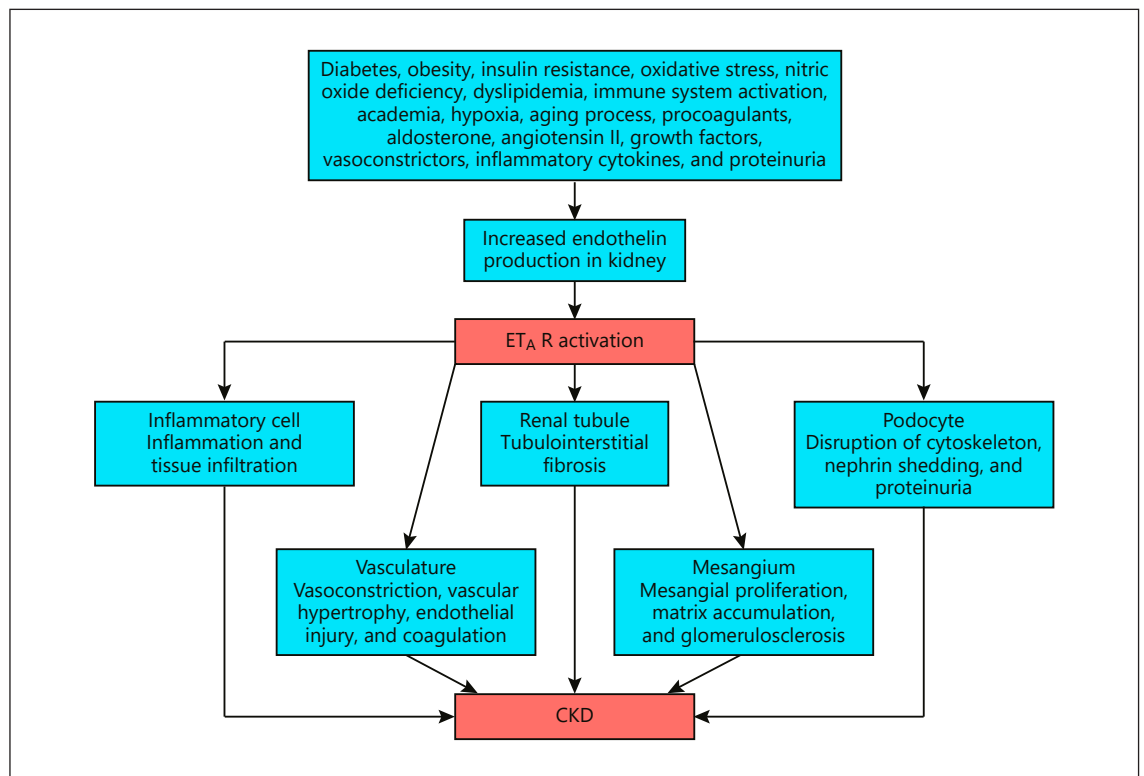 Diabetes, obesity, insulin resistance, oxidative stress, nitric
oxide deficiency, dyslipidemia, immune system activation,
academia, hypoxia, aging process, procoagulants,
aldosterone, angiotensin II, growth factors,
vasoconstrictors, inflammatory cytokines, and proteinuria
Increased endothelin
production in kidney
ETA R activation
Inflammatory cell
Inflammation and
tissue infiltration
Renal tubule
Tubulointerstitial
fibrosis
Podocyte
Disruption of cytoskeleton,
nephrin shedding, and
proteinuria
Vasculature
Vasoconstriction, vascular
hypertrophy, endothelial
injury, and coagulation
Mesangium
Mesangial proliferation,
matrix accumulation,
and glomerulosclerosis
CKD